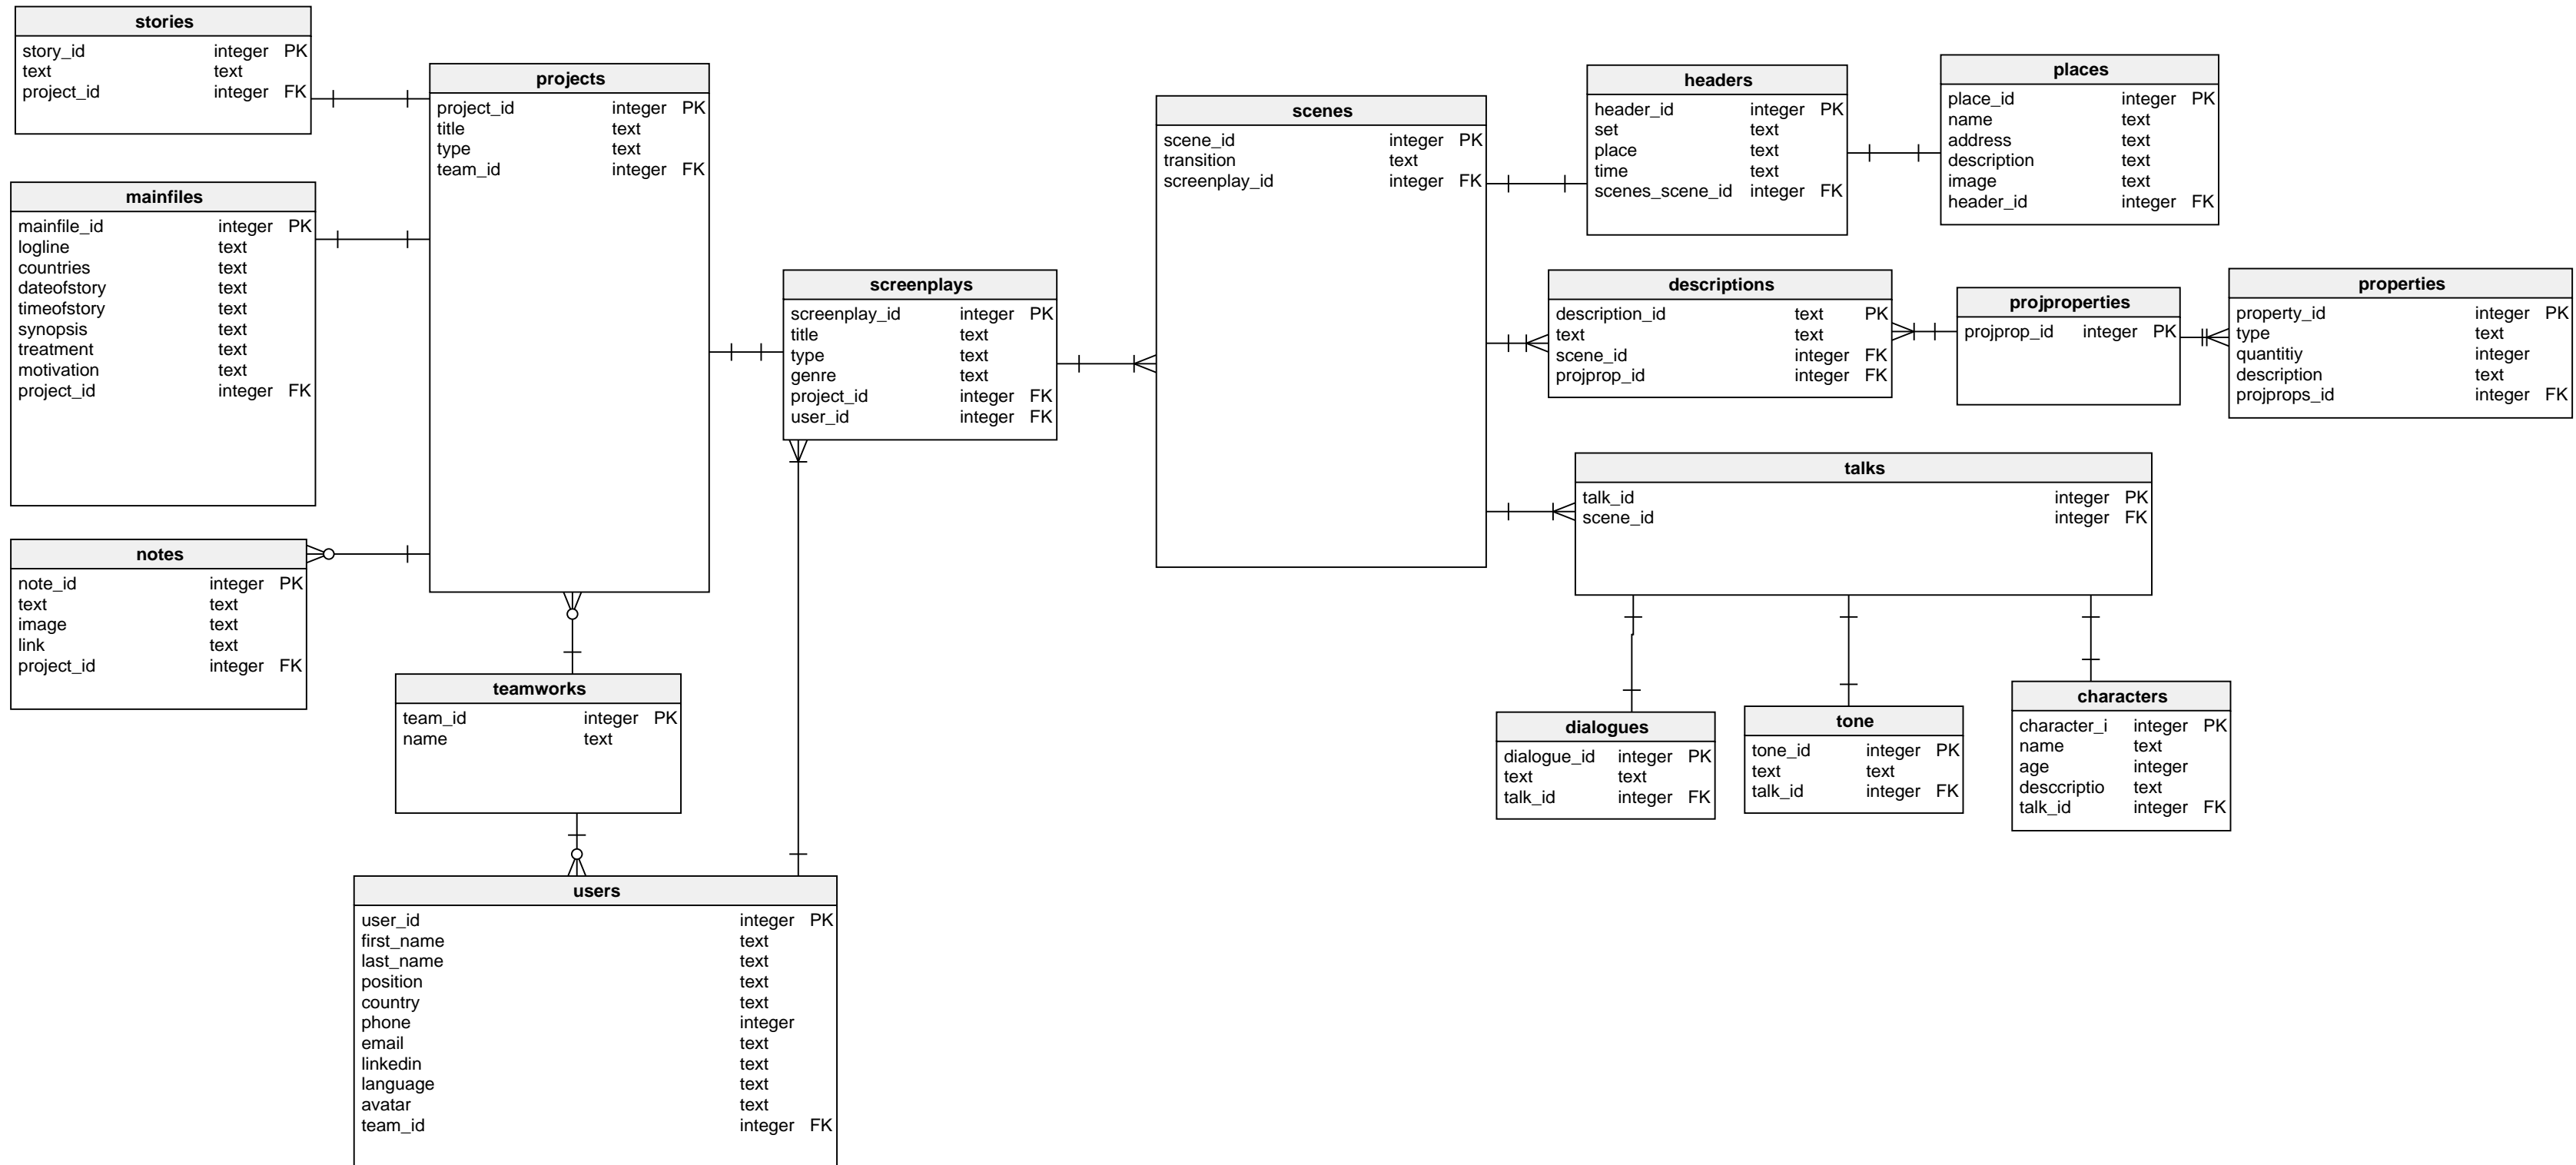 stories
story_id integer PK
text text
project_id integer FK
projects
project_id integer PK
title text
type text
team_id integer FK
mainfiles
mainfile_id integer PK
logline text
countries text
dateofstory text
timeofstory text
synopsis text
treatment text
motivation text
project_id integer FK
notes
note_id integer PK
text text
image text
link text
project_id integer FK
teamworks
team_id integer PK
name text
users
user_id integer PK
first_name text
last_name text
position text
country text
phone integer
email text
linkedin text
language text
avatar text
team_id integer FK
screenplays
screenplay_id integer PK
title text
type text
genre text
project_id integer FK
user_id integer FK
scenes
scene_id integer PK
transition text
screenplay_id integer FK
headers
header_id integer PK
set text
place text
time text
scenes_scene_id integer FK
places
place_id integer PK
name text
address text
description text
image text
header_id integer FK
descriptions
description_id text PK
text text
scene_id integer FK
projprop_id integer FK
projproperties
projprop_id integer PK
properties
property_id integer PK
type text
quantitiy integer
description text
projprops_id integer FK
talks
talk_id integer PK
scene_id integer FK
dialogues
dialogue_id integer PK
text text
talk_id integer FK
tone
tone_id integer PK
text text
talk_id integer FK
characters
character_i integer PK
name text
age integer
desccriptio text
talk_id integer FK